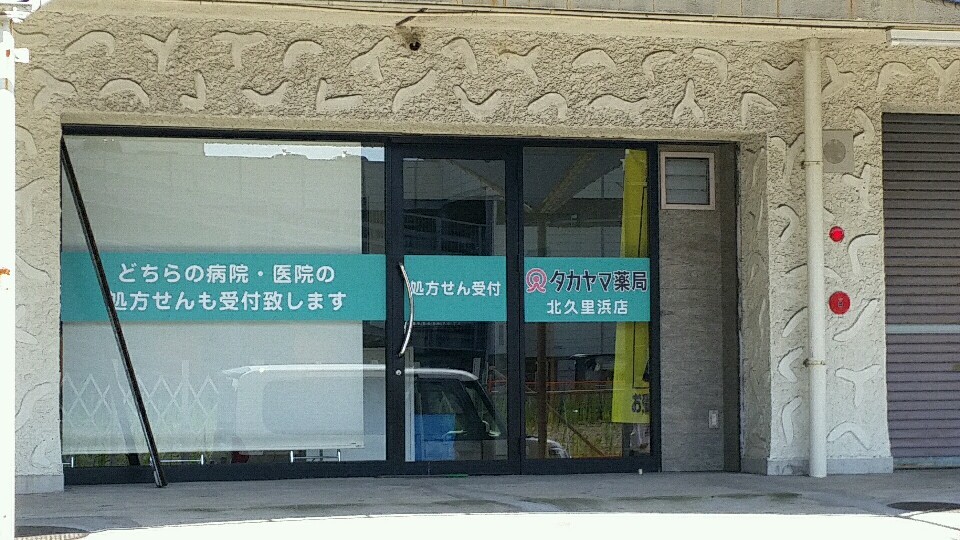 どちらの病院・医院の
処方せんも受付致します
処方せん受付
タカヤマ薬局
北久里浜店